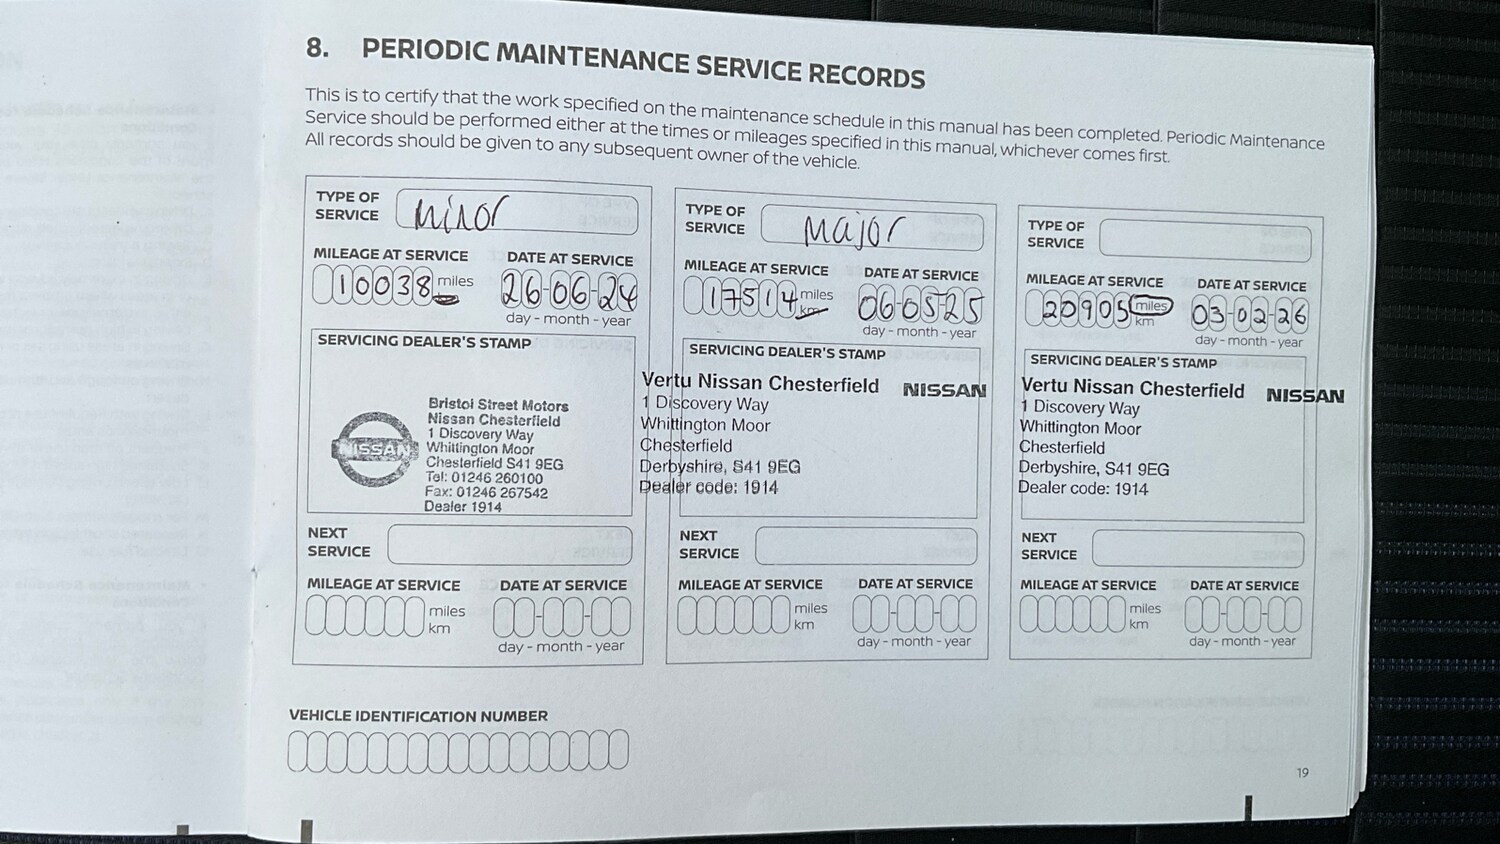 8. PERIODIC MAINTENANCE SERVICE RECORDS
This is to certify that the work specified on the maintenance schedule in this manual has been completed. Periodic Maintenance
Service should be performed either at the times or mileages specified in this manual, whichever comes first.
All records should be given to any subsequent owner of the vehicle.
TYPE OF
SERVICE
Minor
MILEAGE AT SERVICE
DATE AT SERVICE
10038 miles
26-06-24
day - month - year
SERVICING DEALER'S STAMP
NISSAN
Bristol Street Motors
Nissan Chesterfield
1 Discovery Way
Whittington Moor
Chesterfield S41 9EG
Tel: 01246 260100
Fax: 01246 267542
Dealer 1914
NEXT
SERVICE
MILEAGE AT SERVICE
DATE AT SERVICE
miles
km
day - month - year
TYPE OF
SERVICE
Major
MILEAGE AT SERVICE
DATE AT SERVICE
17514 miles
km
06-05-25
day - month - year
SERVICING DEALER'S STAMP
Vertu Nissan Chesterfield NISSAN
1 Discovery Way
Whittington Moor
Chesterfield
Derbyshire, S41 9EG
Dealer code: 1914
NEXT
SERVICE
MILEAGE AT SERVICE
DATE AT SERVICE
miles
km
day - month - year
TYPE OF
SERVICE
MILEAGE AT SERVICE
DATE AT SERVICE
20905 miles
km
03-02-26
day - month - year
SERVICING DEALER'S STAMP
Vertu Nissan Chesterfield NISSAN
1 Discovery Way
Whittington Moor
Chesterfield
Derbyshire, S41 9EG
Dealer code: 1914
NEXT
SERVICE
MILEAGE AT SERVICE
DATE AT SERVICE
miles
km
day - month - year
VEHICLE IDENTIFICATION NUMBER
19